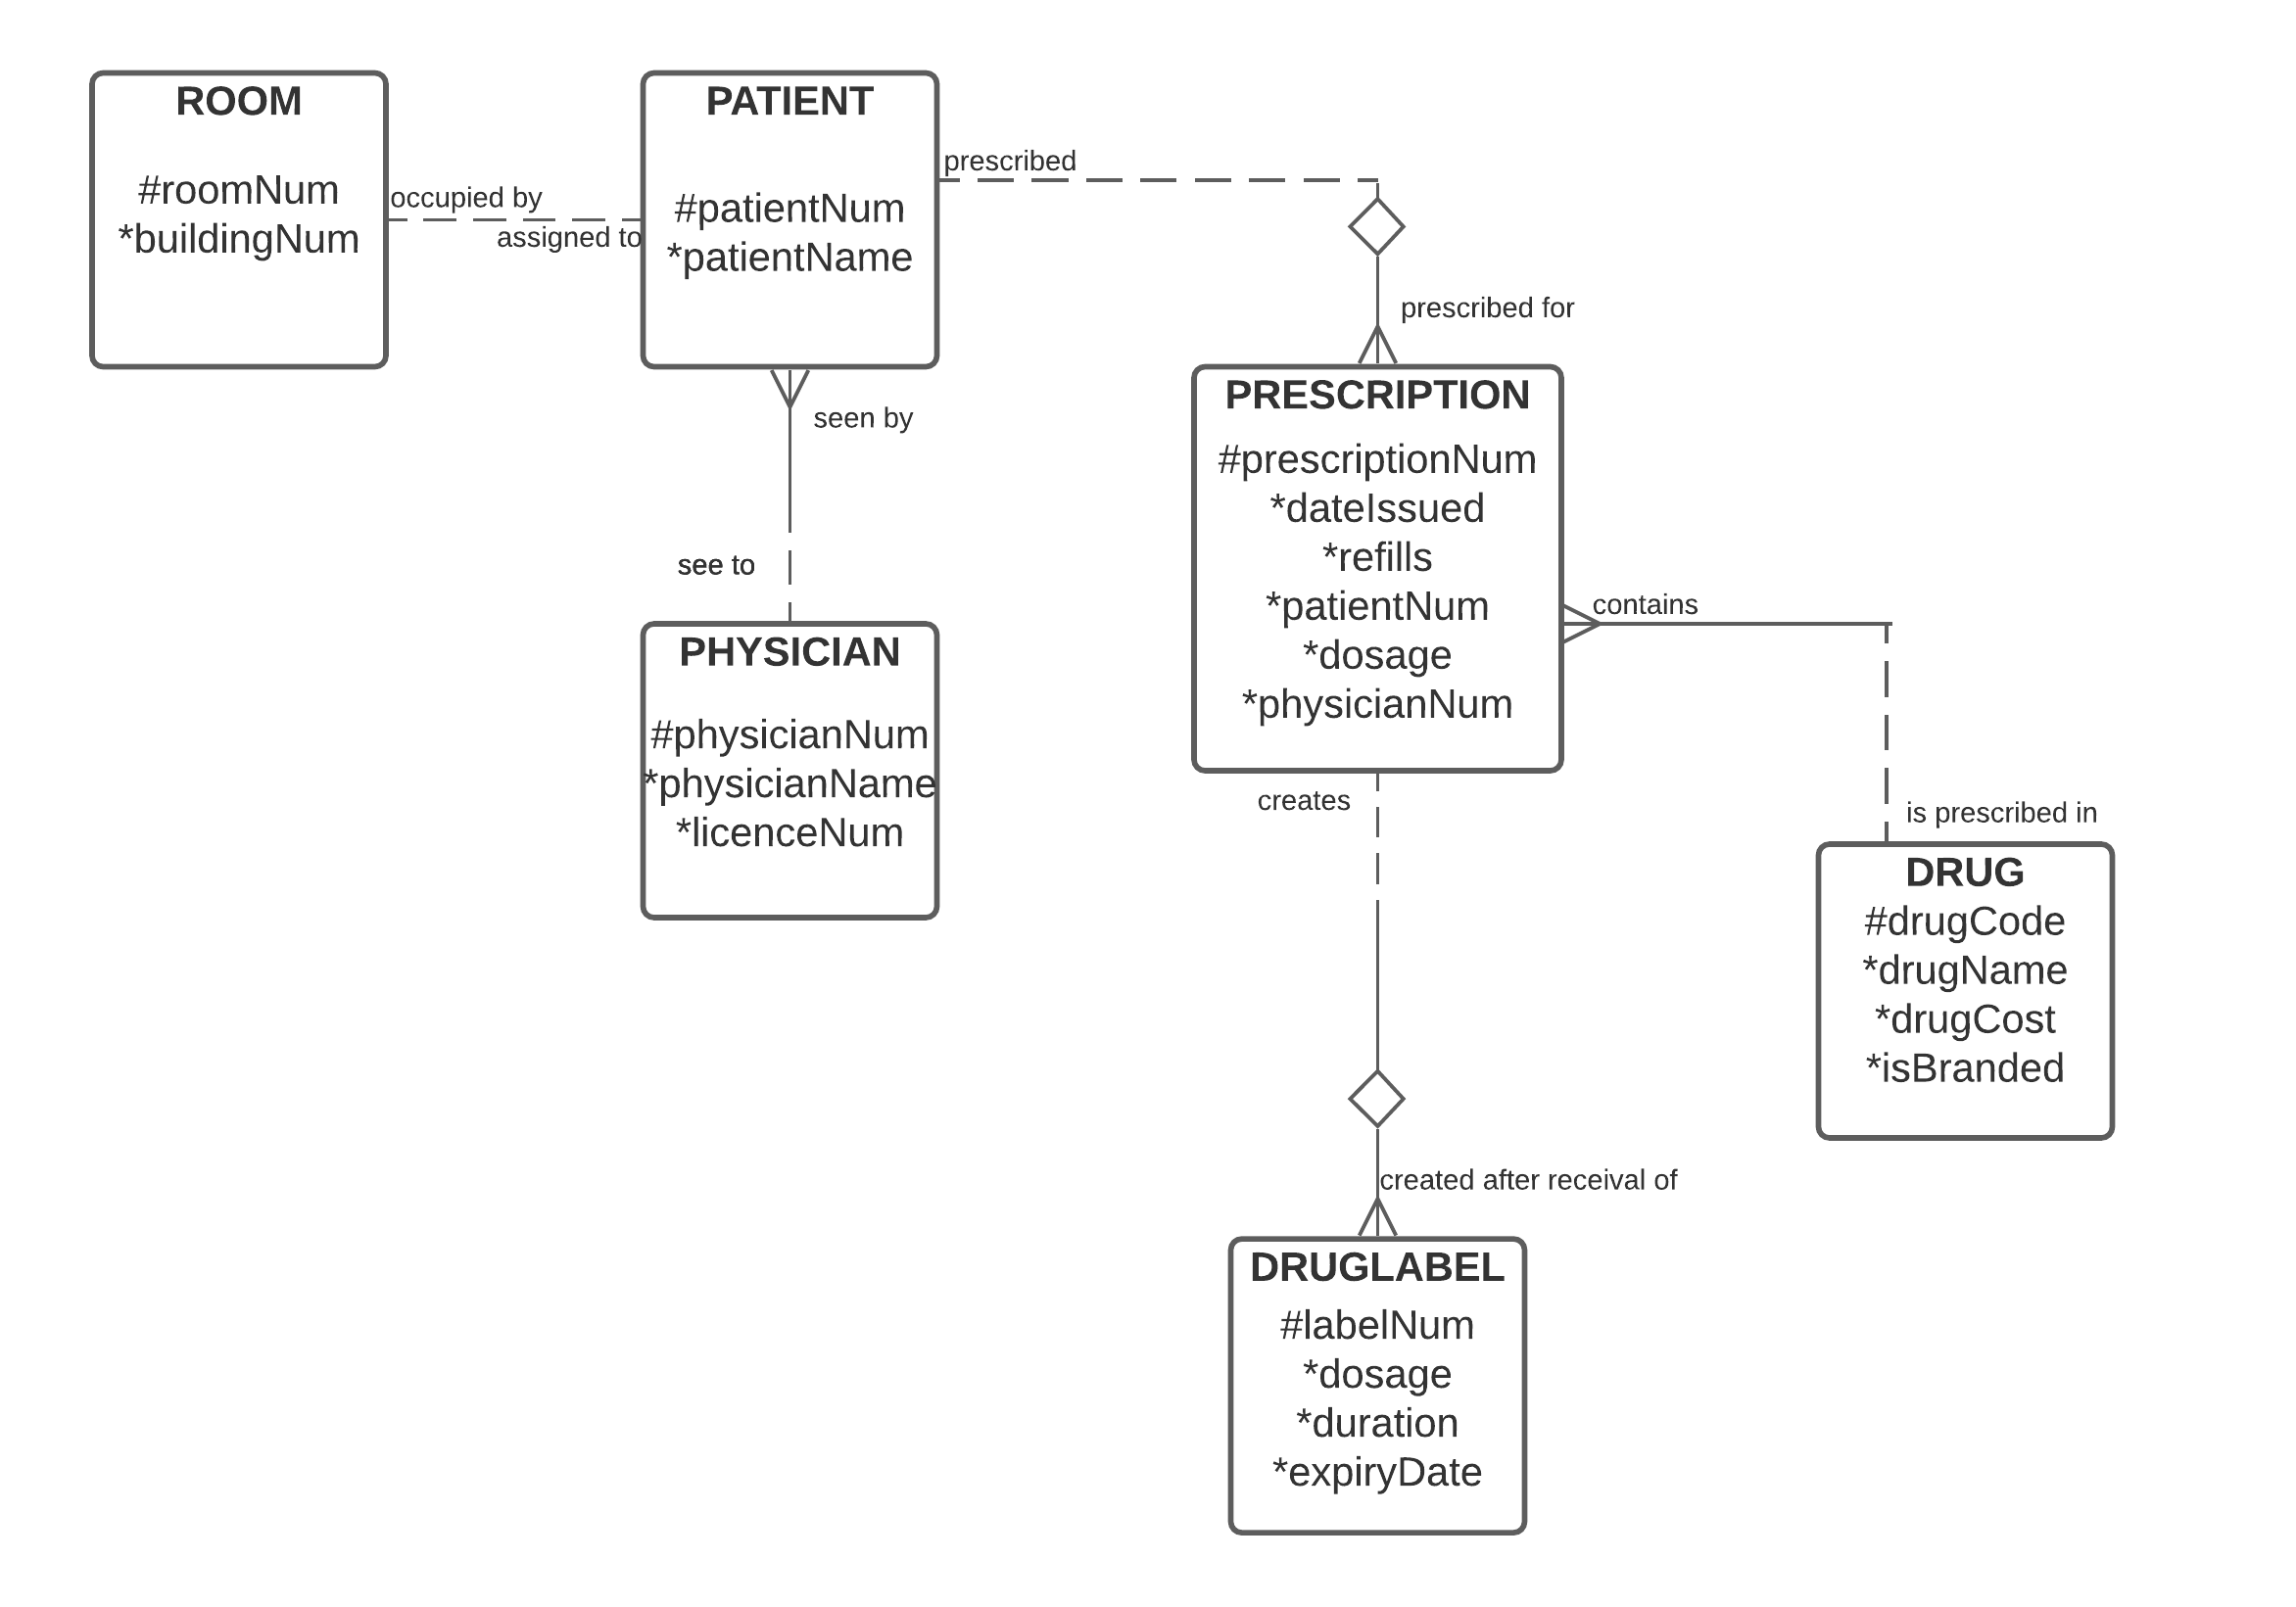 ROOM
#roomNum
*buildingNum
occupied by
assigned to
PATIENT
#patientNum
*patientName
prescribed
prescribed for
seen by
see to
PHYSICIAN
#physicianNum
*physicianName
*licenceNum
PRESCRIPTION
#prescriptionNum
*dateIssued
*refills
*patientNum
*dosage
*physicianNum
contains
is prescribed in
DRUG
#drugCode
*drugName
*drugCost
*isBranded
creates
created after receival of
DRUGLABEL
#labelNum
*dosage
*duration
*expiryDate